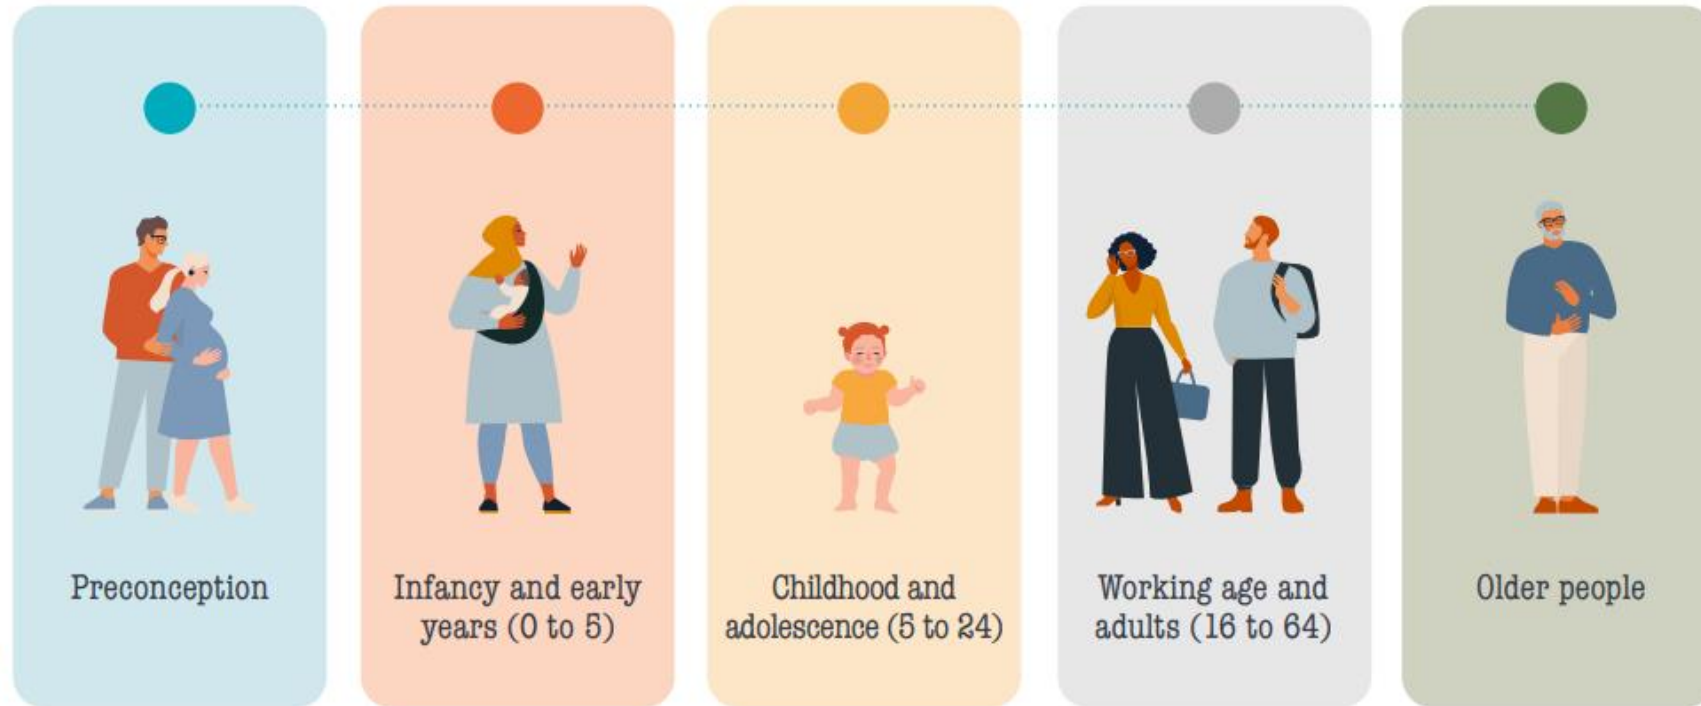 Preconception
Infancy and early
years (0 to 5)
Childhood and
adolescence (5 to 24)
Working age and
adults (16 to 64)
Older people